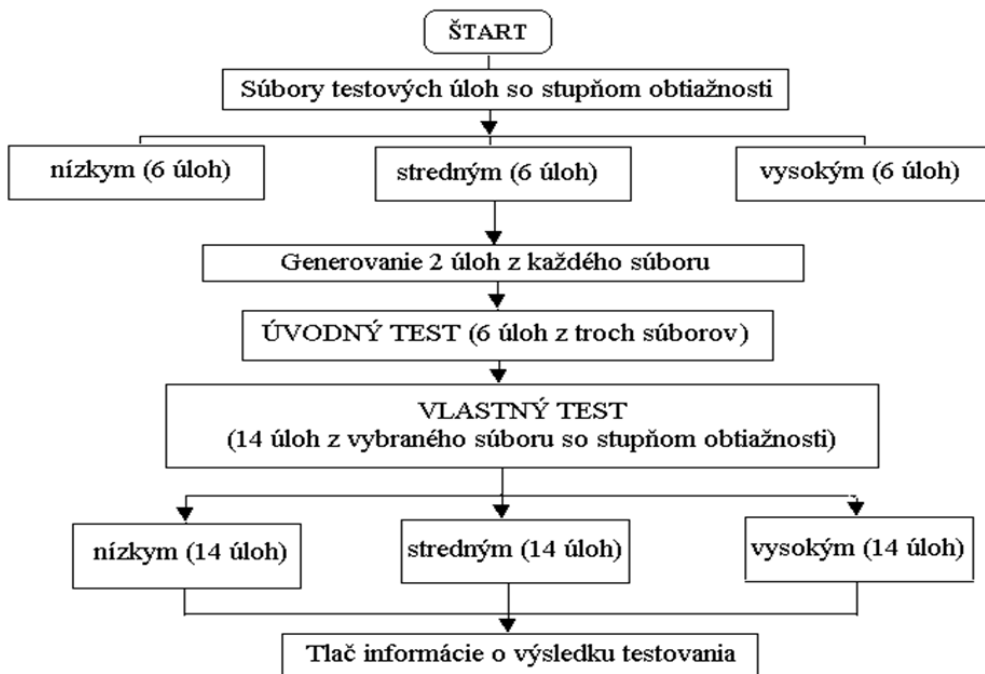 ŠTART
Súbory testových úloh so stupňom obtiažnosti
nízkym (6 úloh)
stredným (6 úloh)
vysokým (6 úloh)
Generovanie 2 úloh z každého súboru
ÚVODNÝ TEST (6 úloh z troch súborov)
VLASTNÝ TEST
(14 úloh z vybraného súboru so stupňom obtiažnosti)
nízkym (14 úloh)
stredným (14 úloh)
vysokým (14 úloh)
Tlač informácie o výsledku testovania